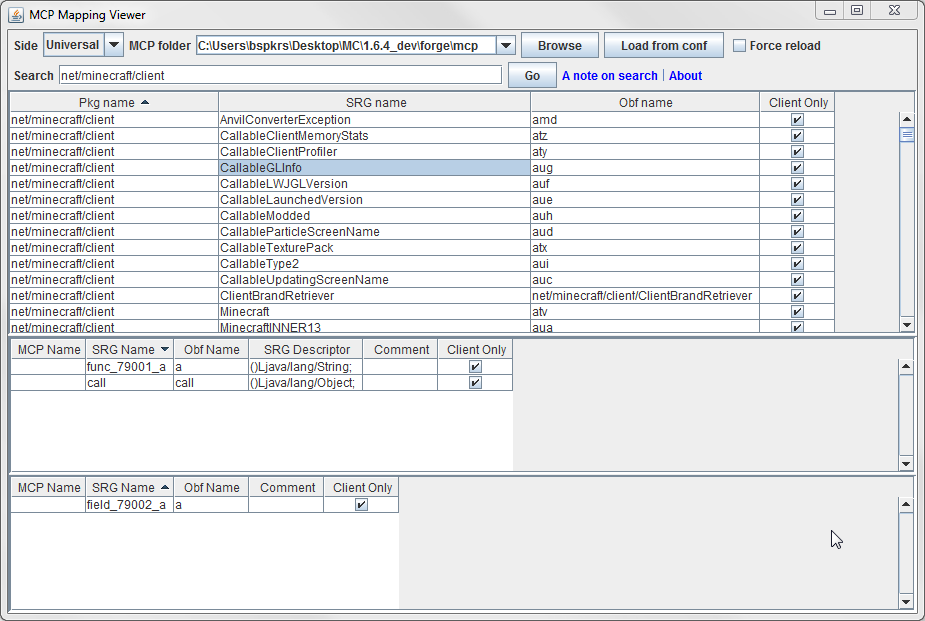 MCP Mapping Viewer
Side Universal MCP folder C:\Users\bspkrs\Desktop\MC\1.6.4_dev\forge\mcp Browse Load from conf Force reload
Search net/minecraft/client Go A note on search | About
Pkg name SRG name Obf name Client Only
net/minecraft/client AnvilConverterException amd
net/minecraft/client CallableClientMemoryStats atz
net/minecraft/client CallableClientProfiler aty
net/minecraft/client CallableGLInfo aug
net/minecraft/client CallableLWJGLVersion auf
net/minecraft/client CallableLaunchedVersion aue
net/minecraft/client CallableModded auh
net/minecraft/client CallableParticleScreenName aud
net/minecraft/client CallableTexturePack atx
net/minecraft/client CallableType2 aui
net/minecraft/client CallableUpdatingScreenName auc
net/minecraft/client ClientBrandRetriever net/minecraft/client/ClientBrandRetriever
net/minecraft/client Minecraft atv
net/minecraft/client MinecraftINNER13 aua
MCP Name SRG Name Obf Name SRG Descriptor Comment Client Only
func_79001_a a ()Ljava/lang/String;
call call ()Ljava/lang/Object;
MCP Name SRG Name Obf Name Comment Client Only
field_79002_a a